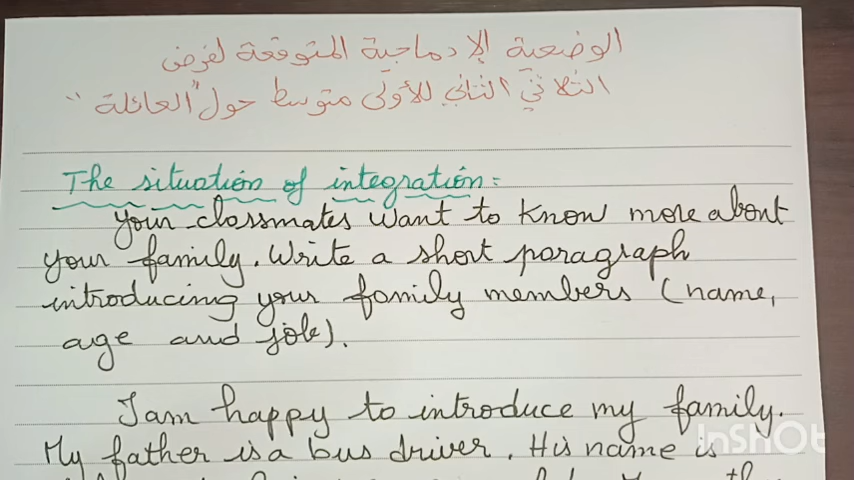 الوضعية الإدماجية المتوقعة لفرض
الثلاثي الثاني للأولى متوسط حول "العائلة"
The situation of integration:
Your classmates want to know more about
your family. Write a short paragraph
introducing your family members (name,
age and job).
I am happy to introduce my family.
My father is a bus driver. His name is
InShOt